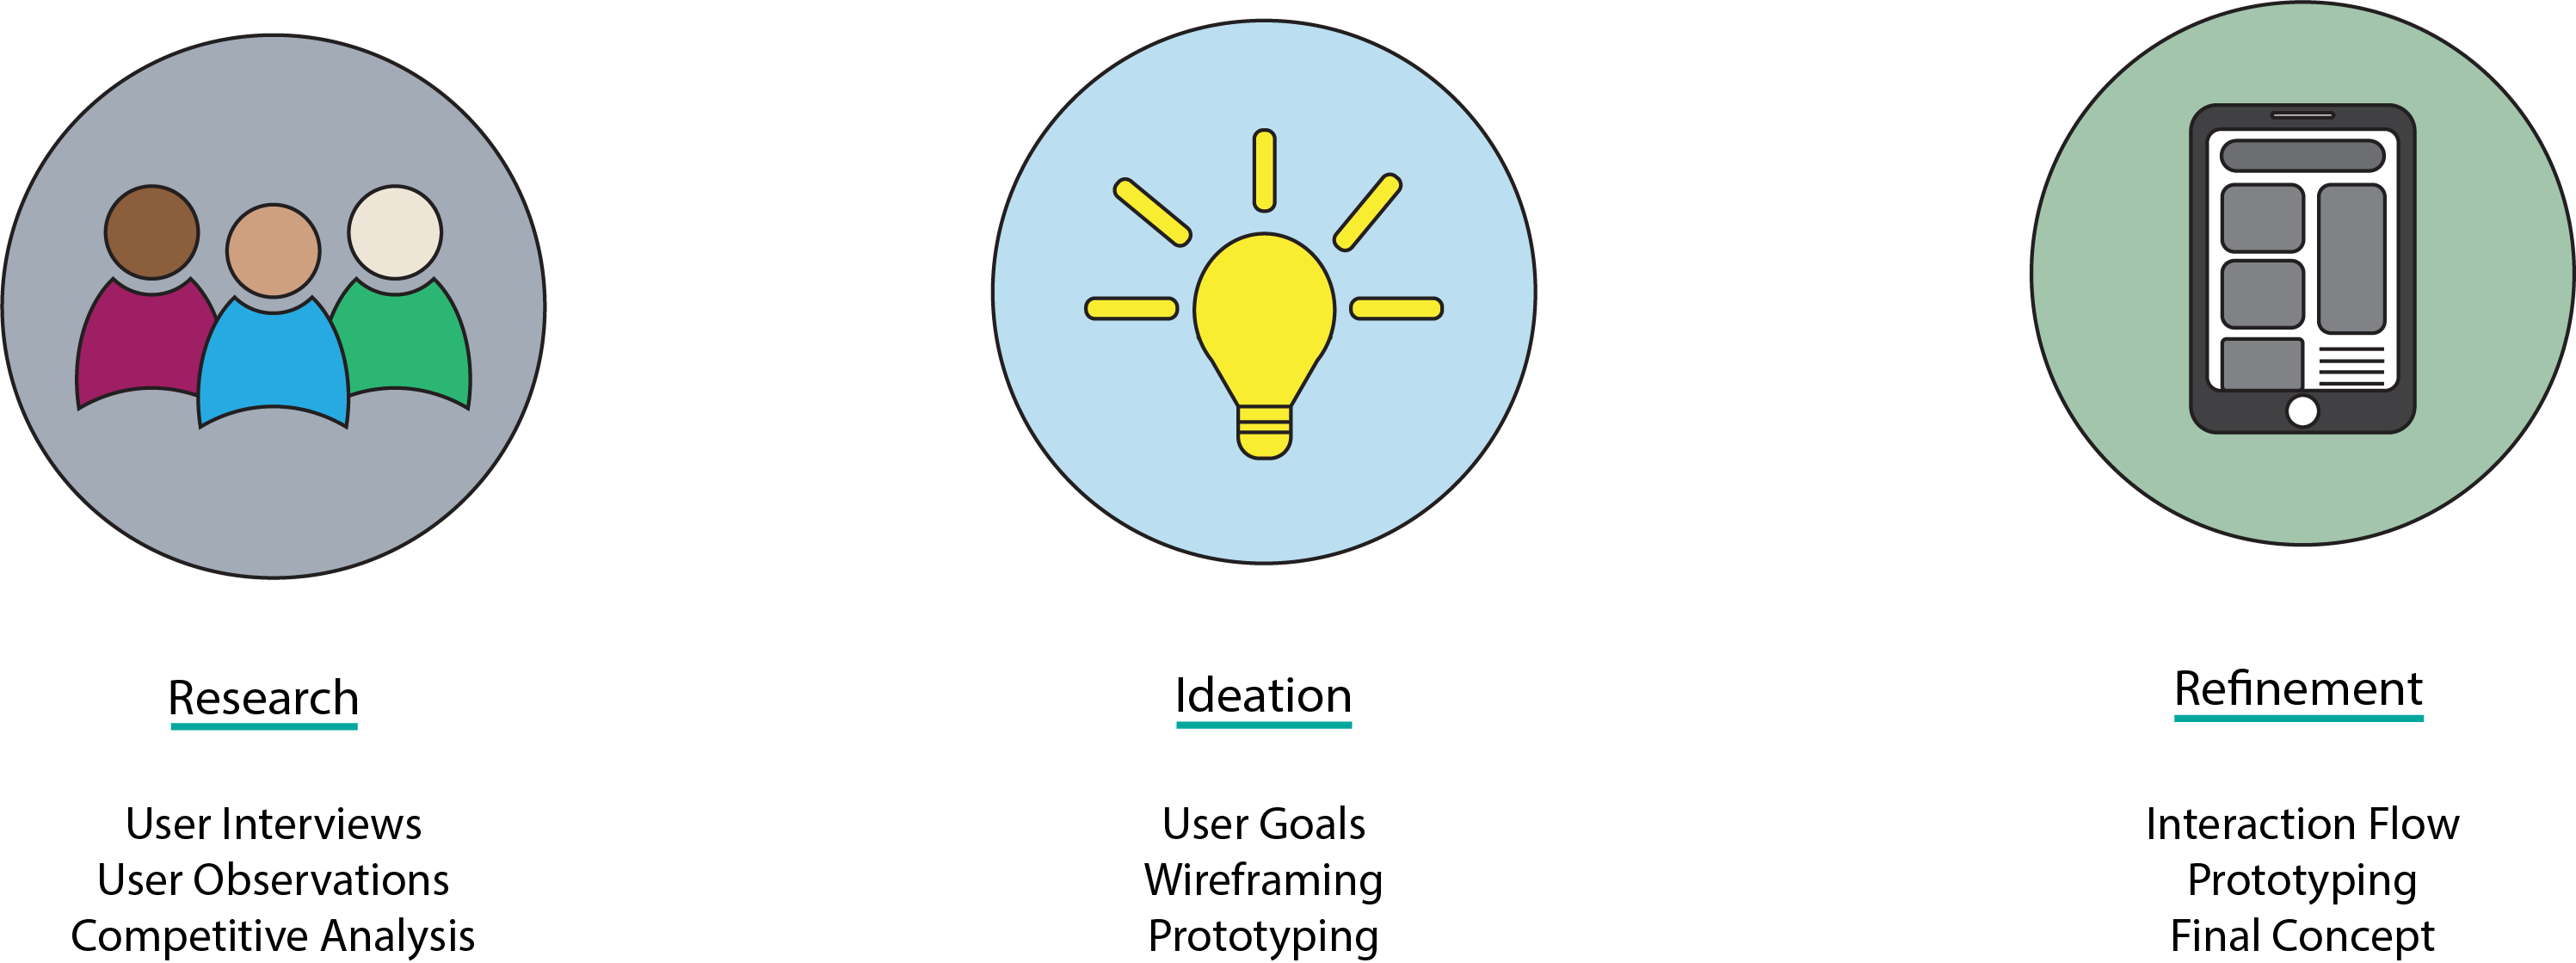 Research
User Interviews
User Observations
Competitive Analysis
Ideation
User Goals
Wireframing
Prototyping
Refinement
Interaction Flow
Prototyping
Final Concept